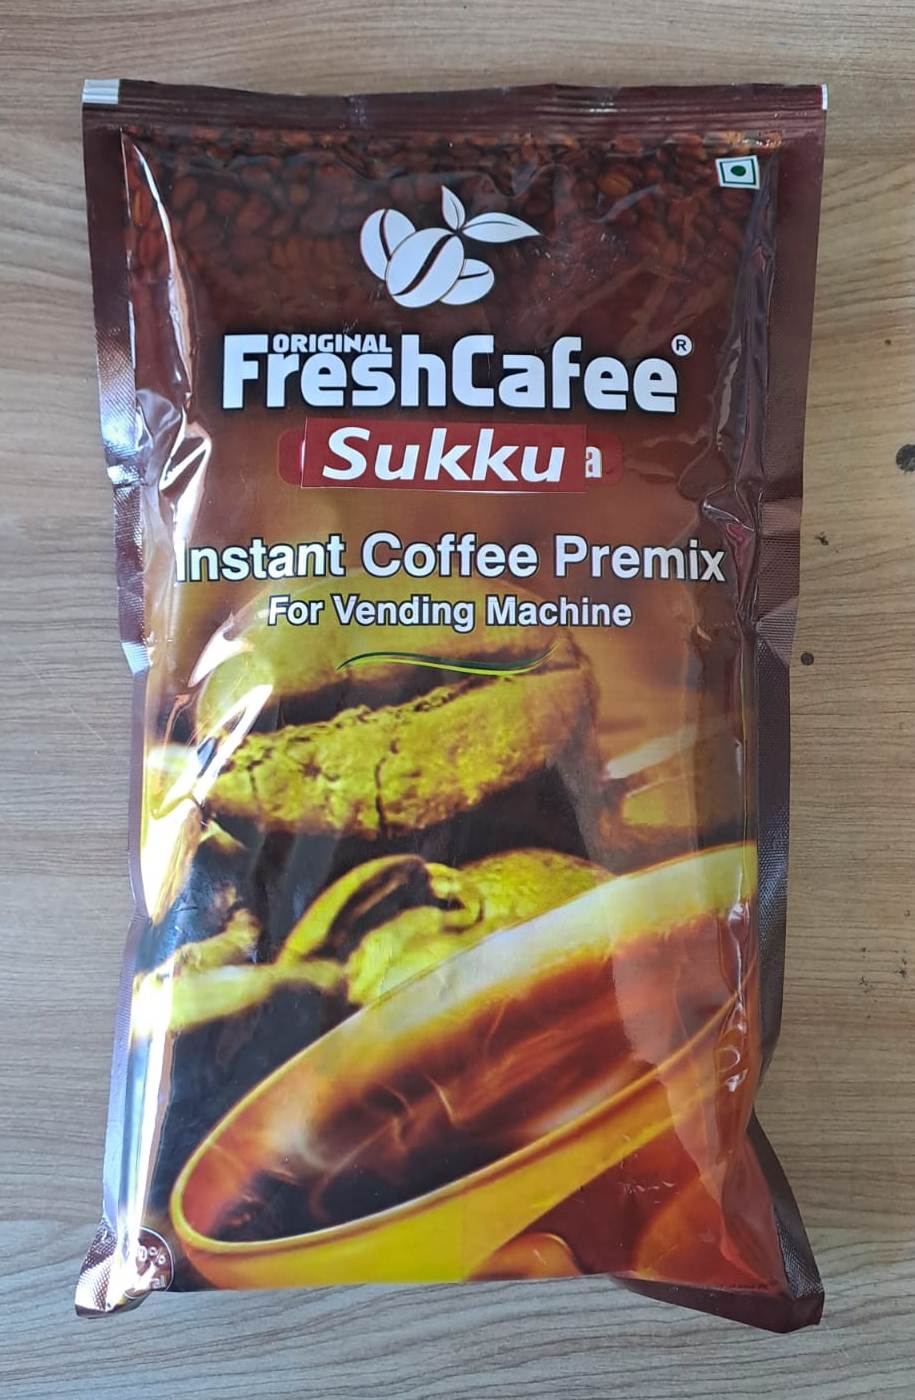 ORIGINAL
FreshCafee®
Sukku a
Instant Coffee Premix
For Vending Machine